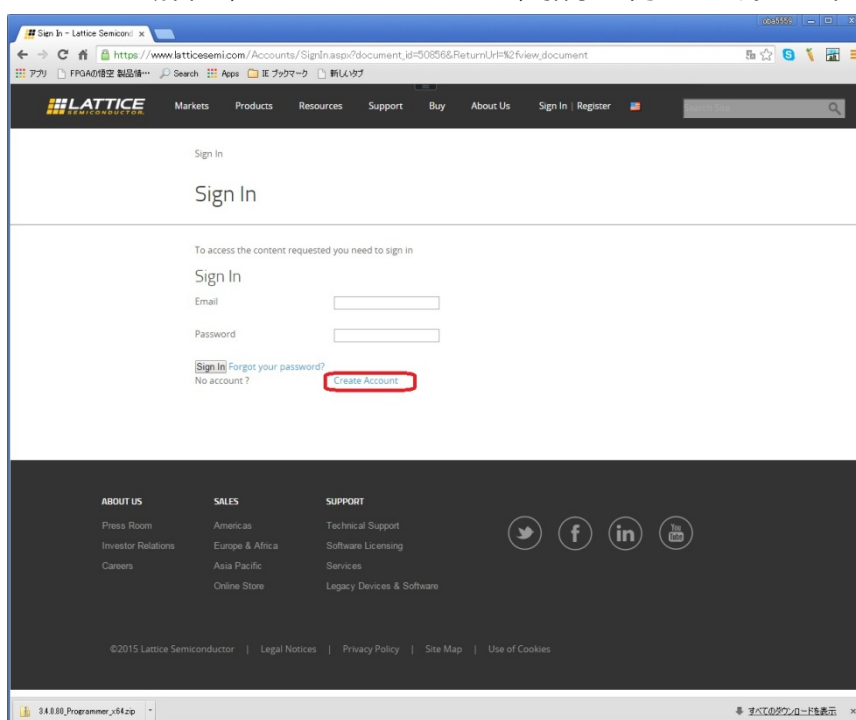 Sign In - Lattice Semicond
oba5559
https://www.latticesemi.com/Accounts/SignIn.aspx?document_id=50856&ReturnUrl=%2fview_document
アプリ FPGAの悟空 製品情… Search Apps IE ブックマーク 新しいタブ
LATTICE
SEMICONDUCTOR.
Markets Products Resources Support Buy About Us Sign In | Register Search Site
Sign In
Sign In
To access the content requested you need to sign in
Sign In
Email
Password
Sign In Forgot your password?
No account ? Create Account
ABOUT US SALES SUPPORT
Press Room Americas Technical Support
Investor Relations Europe & Africa Software Licensing
Careers Asia Pacific Services
Online Store Legacy Devices & Software
You Tube
©2015 Lattice Semiconductor | Legal Notices | Privacy Policy | Site Map | Use of Cookies
3.4.0.80_Programmer_x64.zip すべてのダウンロードを表示